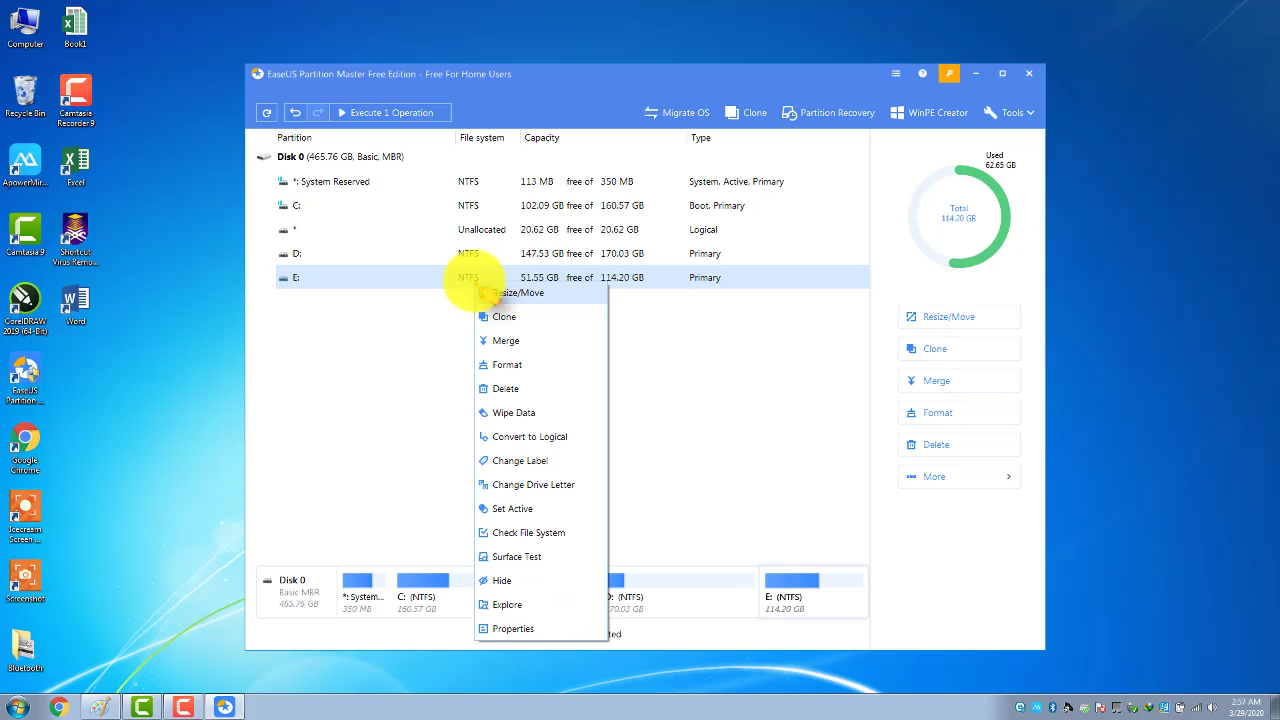 Computer
Book1
Recycle Bin
Camtasia
Recorder 9
ApowerMir...
Excel
Camtasia 9
Shortcut
Virus Remo...
CorelDRAW
2019 (64-Bit)
Word
EaseUS
Partition ...
Google
Chrome
Icecream
Screen ...
Screenshot
Bluetooth
EaseUS Partition Master Free Edition - Free For Home Users
Execute 1 Operation
Migrate OS
Clone
Partition Recovery
WinPE Creator
Tools
Partition File system Capacity Type
Disk 0 (465.76 GB, Basic, MBR)
*: System Reserved NTFS 113 MB free of 350 MB System, Active, Primary
C: NTFS 102.09 GB free of 160.57 GB Boot, Primary
* Unallocated 20.62 GB free of 20.62 GB Logical
D: NTFS 147.53 GB free of 170.03 GB Primary
E: NTFS 51.55 GB free of 114.20 GB Primary
Resize/Move
Clone
Merge
Format
Delete
Wipe Data
Convert to Logical
Change Label
Change Drive Letter
Set Active
Check File System
Surface Test
Hide
Explore
Properties
Used
62.65 GB
Total
114.20 GB
Resize/Move
Clone
Merge
Format
Delete
More
Disk 0
Basic MBR
465.76 GB
*: System...
350 MB
C: (NTFS)
160.57 GB
(NTFS)
70.03 GB
E: (NTFS)
114.20 GB
2:57 AM
3/29/2020